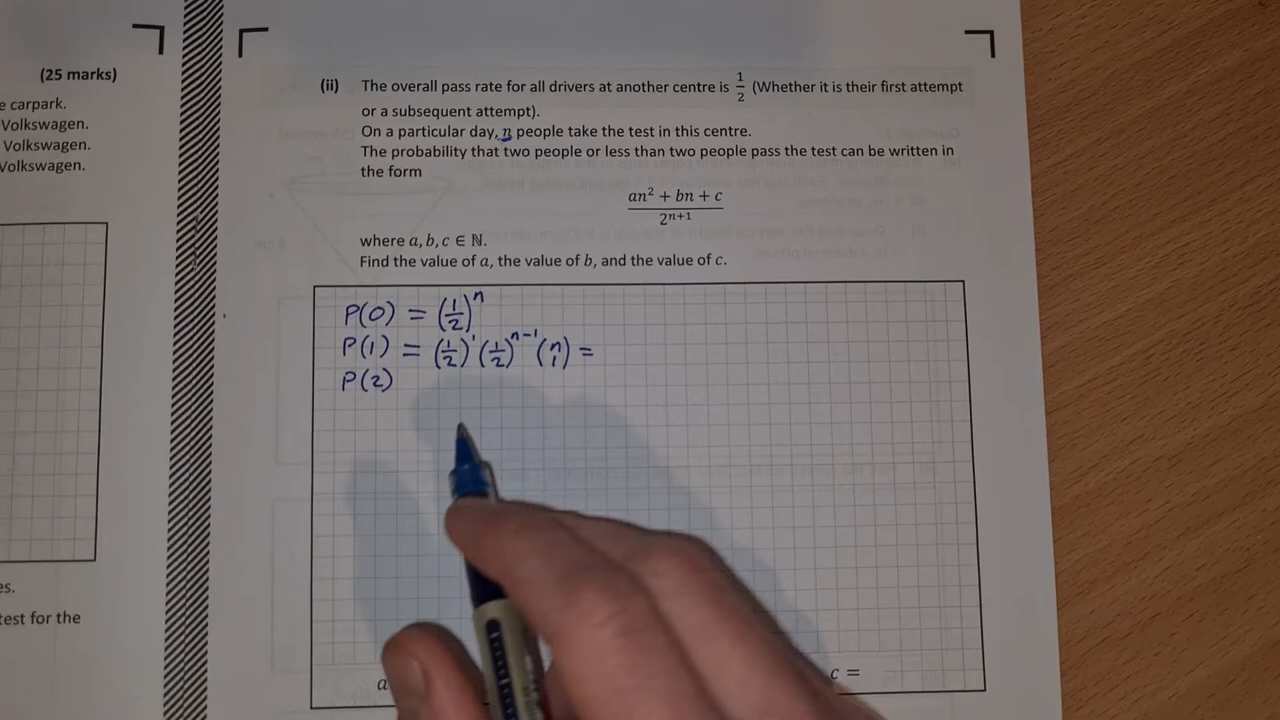 (25 marks)
e carpark.
Volkswagen.
Volkswagen.
Volkswagen.
es.
test for the
(ii) The overall pass rate for all drivers at another centre is 1/2 (Whether it is their first attempt
or a subsequent attempt).
On a particular day, n people take the test in this centre.
The probability that two people or less than two people pass the test can be written in
the form
an² + bn + c
2ⁿ⁺¹
where a, b, c ∈ ℕ.
Find the value of a, the value of b, and the value of c.
P(0) = (1/2)ⁿ
P(1) = (1/2)¹ (1/2)ⁿ⁻¹ (n 1) =
P(2)
a
c =